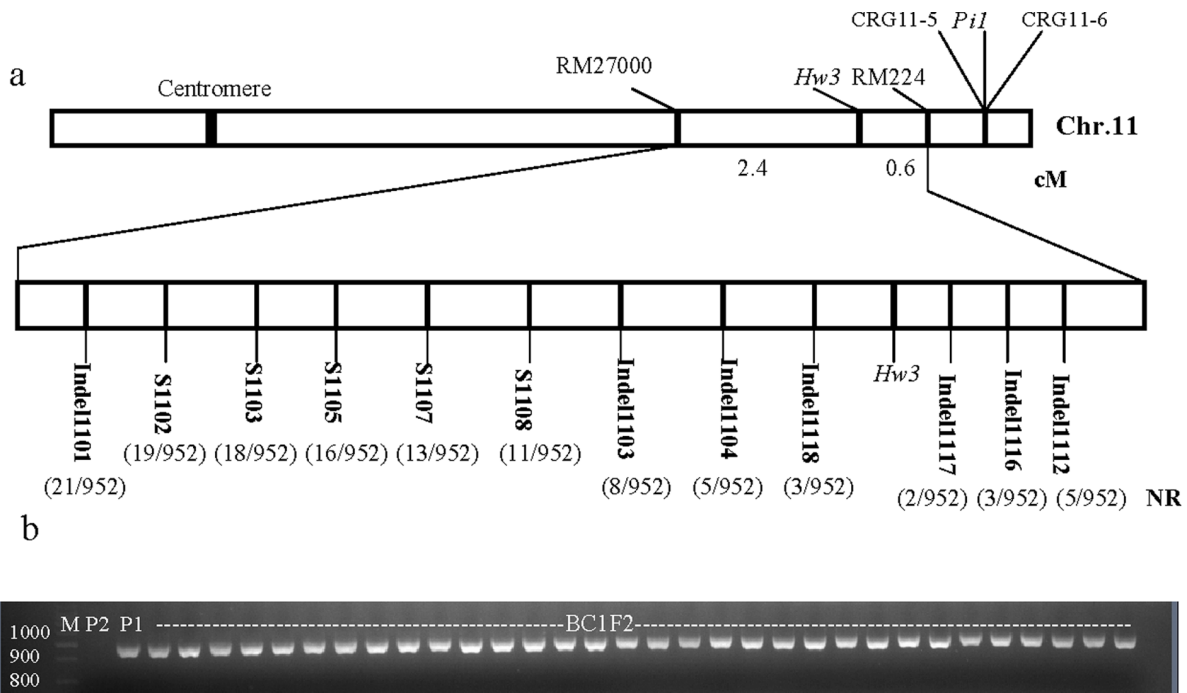 CRG11-5 Pi1 CRG11-6
a
RM27000
Hw3 RM224
Centromere
Chr.11
2.4
0.6
cM
Indel1101
S1102
S1103
S1105
S1107
S1108
Indel1103
Indel1104
Indel1118
Hw3
Indel1117
Indel1116
Indel1112
(21/952)
(19/952)
(18/952)
(16/952)
(13/952)
(11/952)
(8/952)
(5/952)
(3/952)
(2/952)
(3/952)
(5/952)
NR
b
M P2 P1 ---BC1F2---
1000
900
800